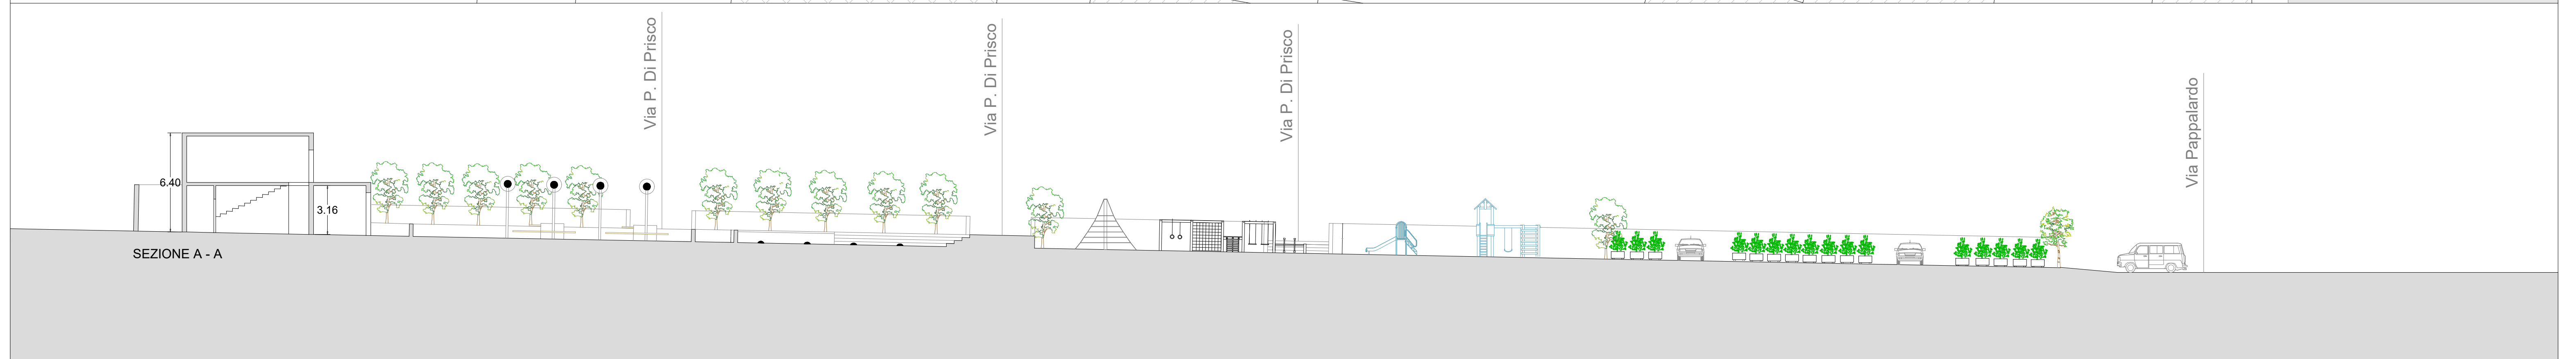 Via P. Di Prisco
Via P. Di Prisco
Via P. Di Prisco
Via Pappalardo
6.40
3.16
SEZIONE A - A